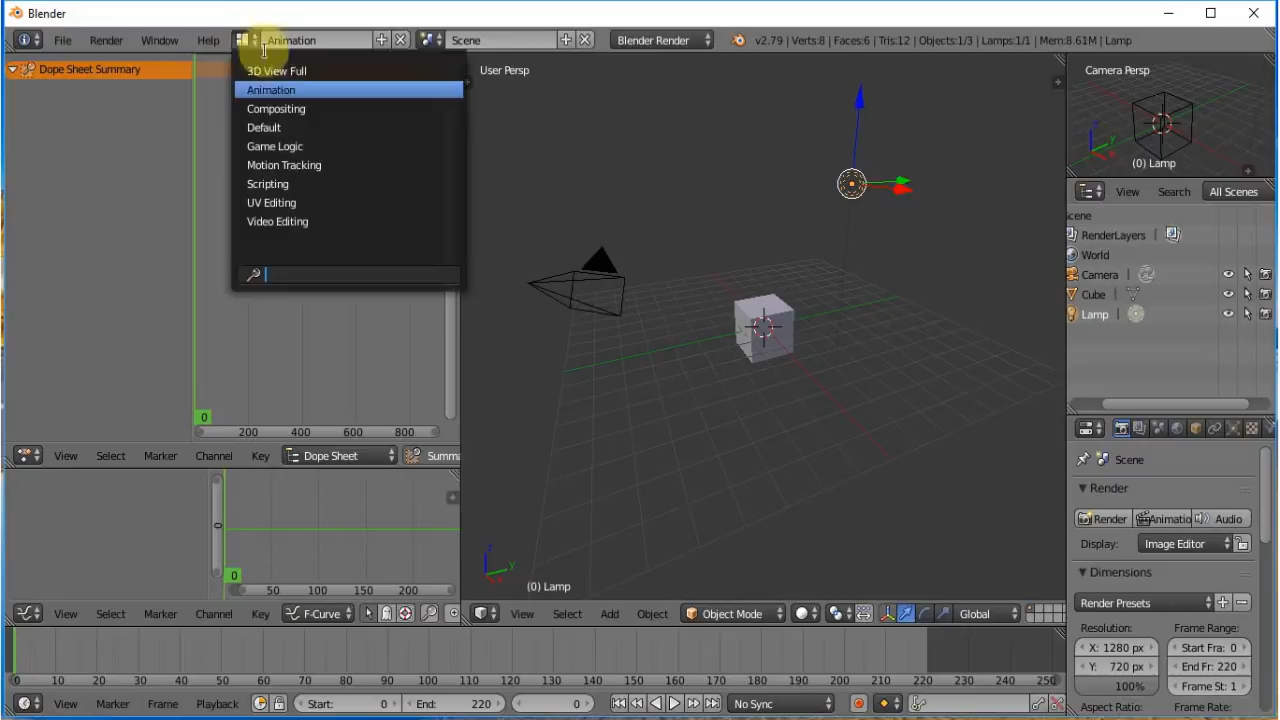 Blender
File Render Window Help Animation Scene Blender Render v2.79 | Verts:8 | Faces:6 | Tris:12 | Objects:1/3 | Lamps:1/1 | Mem:8.61M | Lamp
Dope Sheet Summary
3D View Full
Animation
Compositing
Default
Game Logic
Motion Tracking
Scripting
UV Editing
Video Editing
0
200 400 600 800
View Select Marker Channel Key Dope Sheet Summa
0
0
50 100 150 200
View Select Marker Channel Key F-Curve
User Persp
(0) Lamp
View Select Add Object Object Mode Global
Camera Persp
(0) Lamp
View Search All Scenes
Scene
RenderLayers |
World
Camera |
Cube |
Lamp |
Scene
Render
Render Animatio Audio
Display: Image Editor
Dimensions
Render Presets
Resolution: Frame Range:
X: 1280 px Start Fra: 0
Y: 720 px End Fr: 220
100% Frame St: 1
Aspect Ratio: Frame Rate:
0 10 20 30 40 50 60 70 80 90 100 110 120 130 140 150 160 170 180 190 200 210 220 230 240 250
View Marker Frame Playback Start: 0 End: 220 0 No Sync